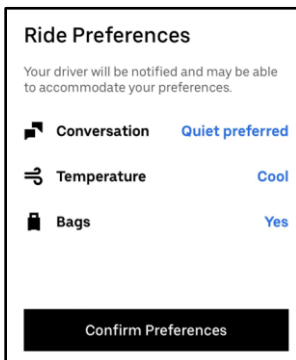 Ride Preferences
Your driver will be notified and may be able
to accommodate your preferences.
Conversation Quiet preferred
Temperature Cool
Bags Yes
Confirm Preferences